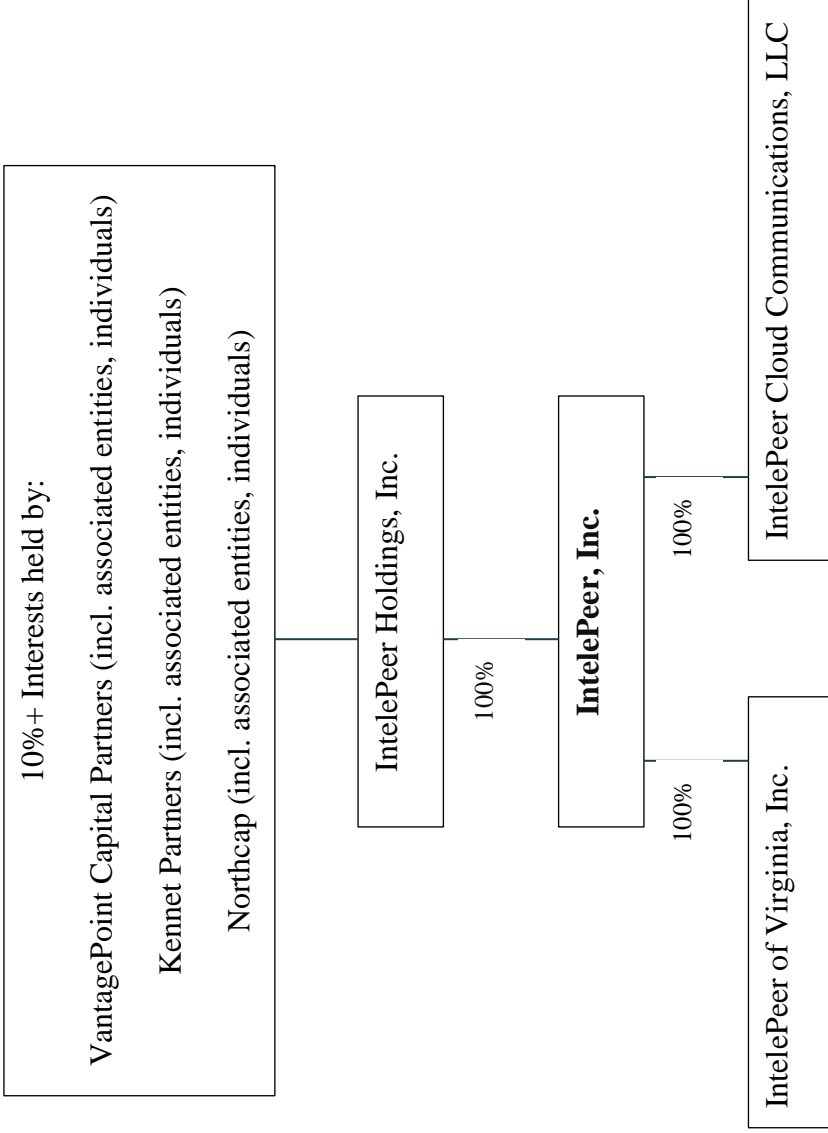 10%+ Interests held by:
VantagePoint Capital Partners (incl. associated entities, individuals)
Kennet Partners (incl. associated entities, individuals)
Northcap (incl. associated entities, individuals)
IntelePeer Holdings, Inc.
100%
IntelePeer, Inc.
100%
100%
IntelePeer of Virginia, Inc.
IntelePeer Cloud Communications, LLC